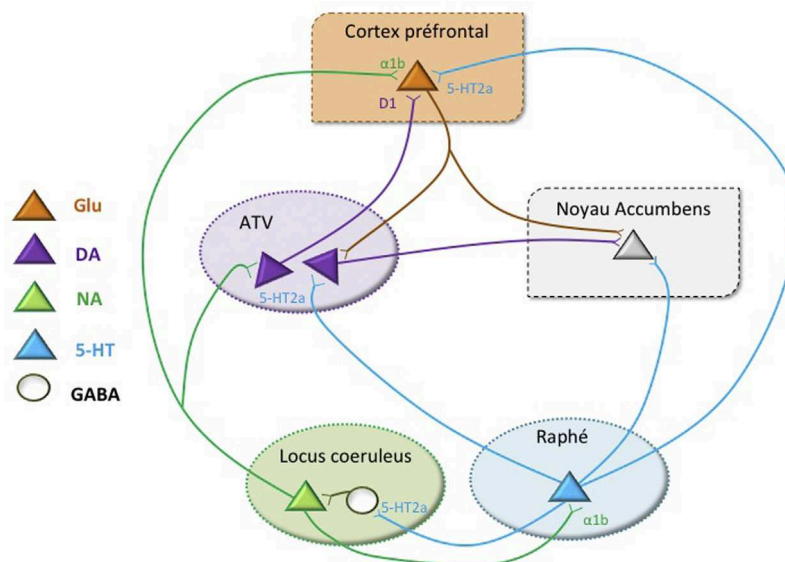 Cortex préfrontal
α1b
5-HT2a
D1
Glu
DA
NA
5-HT
GABA
ATV
5-HT2a
Noyau Accumbens
Locus coeruleus
5-HT2a
Raphé
α1b